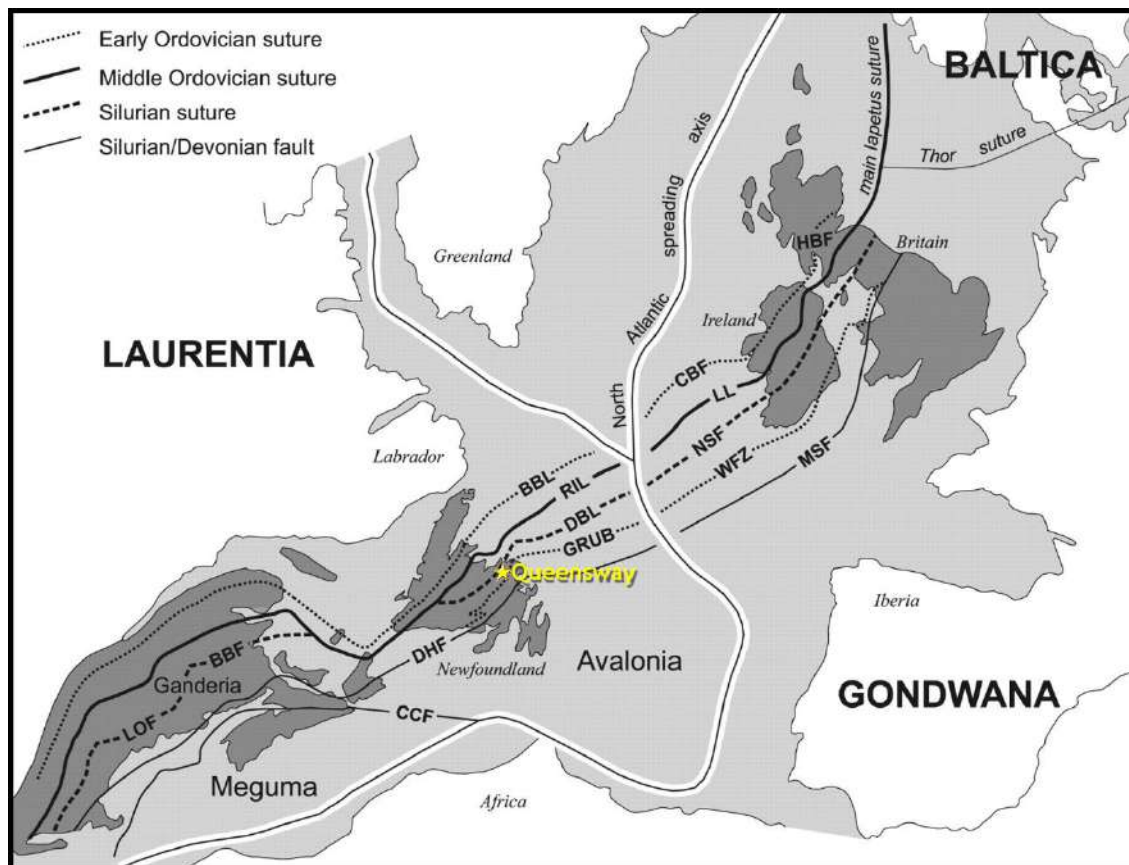 Early Ordovician suture
Middle Ordovician suture
Silurian suture
Silurian/Devonian fault
BALTICA
main Iapetus suture
Thor suture
North Atlantic spreading axis
Greenland
HBF
Britain
Ireland
LAURENTIA
CBF
LL
NSF
WFZ
MSF
Labrador
BBL
RIL
DBL
GRUB
Queensway
Iberia
DHF
Newfoundland
Avalonia
BBF
Ganderia
GONDWANA
LOF
CCF
Meguma
Africa